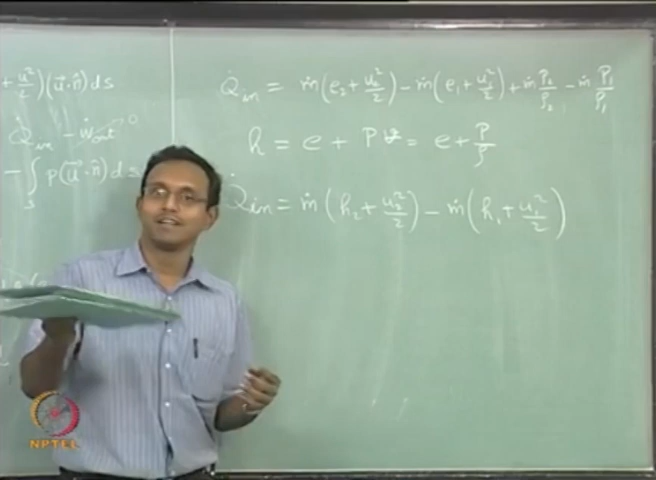 + u²/2)(u⃗·n̂)ds
Q̇in - Ẇout → 0
- ∫s p(u⃗·n̂)ds
Q̇in = ṁ(e₂ + u₂²/2) - ṁ(e₁ + u₁²/2) + ṁ P₂/ρ₂ - ṁ P₁/ρ₁
h = e + Pv = e + P/ρ
Q̇in = ṁ(h₂ + u₂²/2) - ṁ(h₁ + u₁²/2)
NPTEL